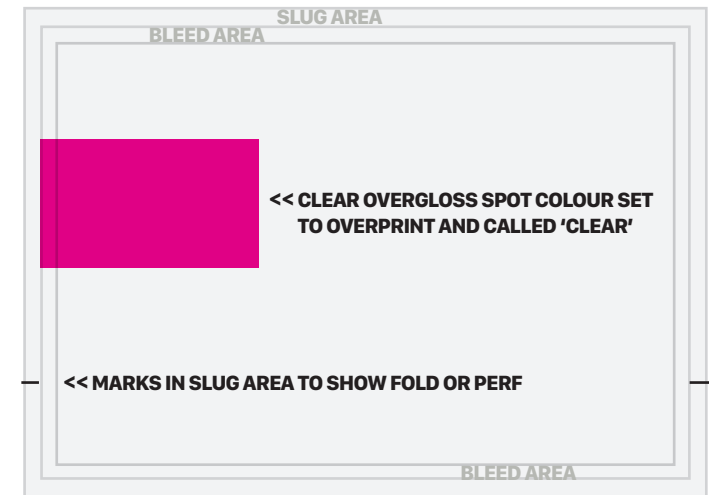 SLUG AREA
BLEED AREA
<< CLEAR OVERGLOSS SPOT COLOUR SET
TO OVERPRINT AND CALLED ‘CLEAR’
<< MARKS IN SLUG AREA TO SHOW FOLD OR PERF
BLEED AREA